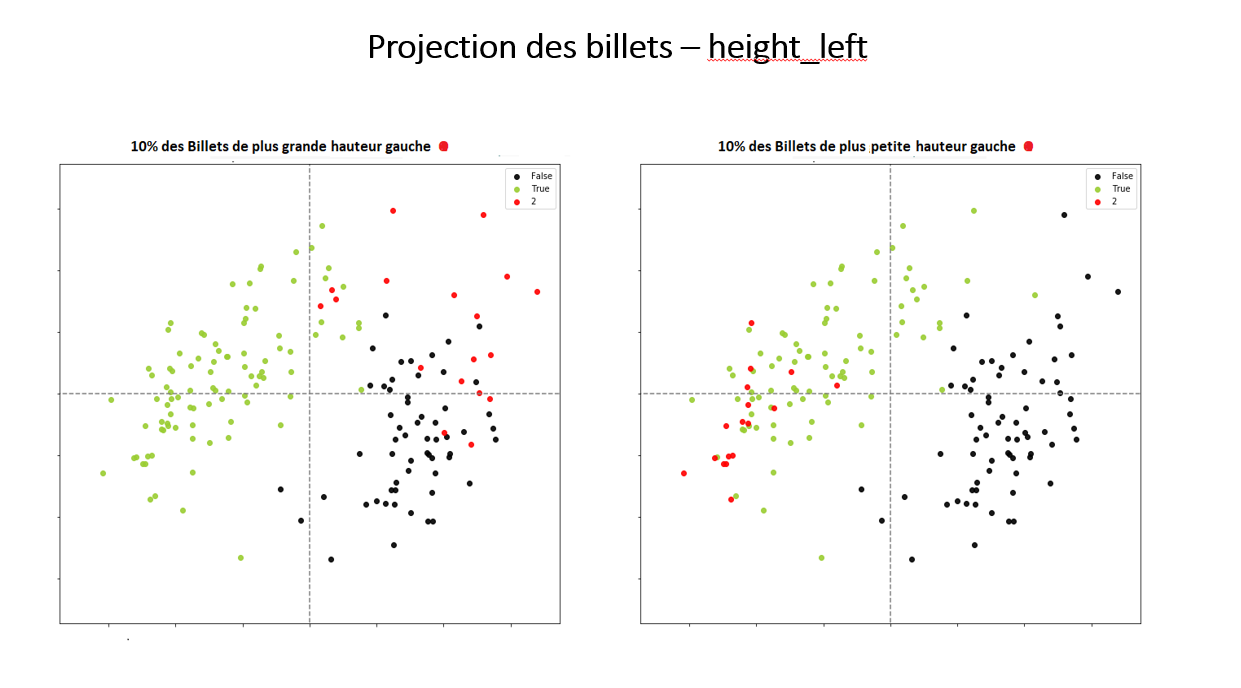 Projection des billets – height_left
10% des Billets de plus grande hauteur gauche
10% des Billets de plus petite hauteur gauche
False
True
2
False
True
2